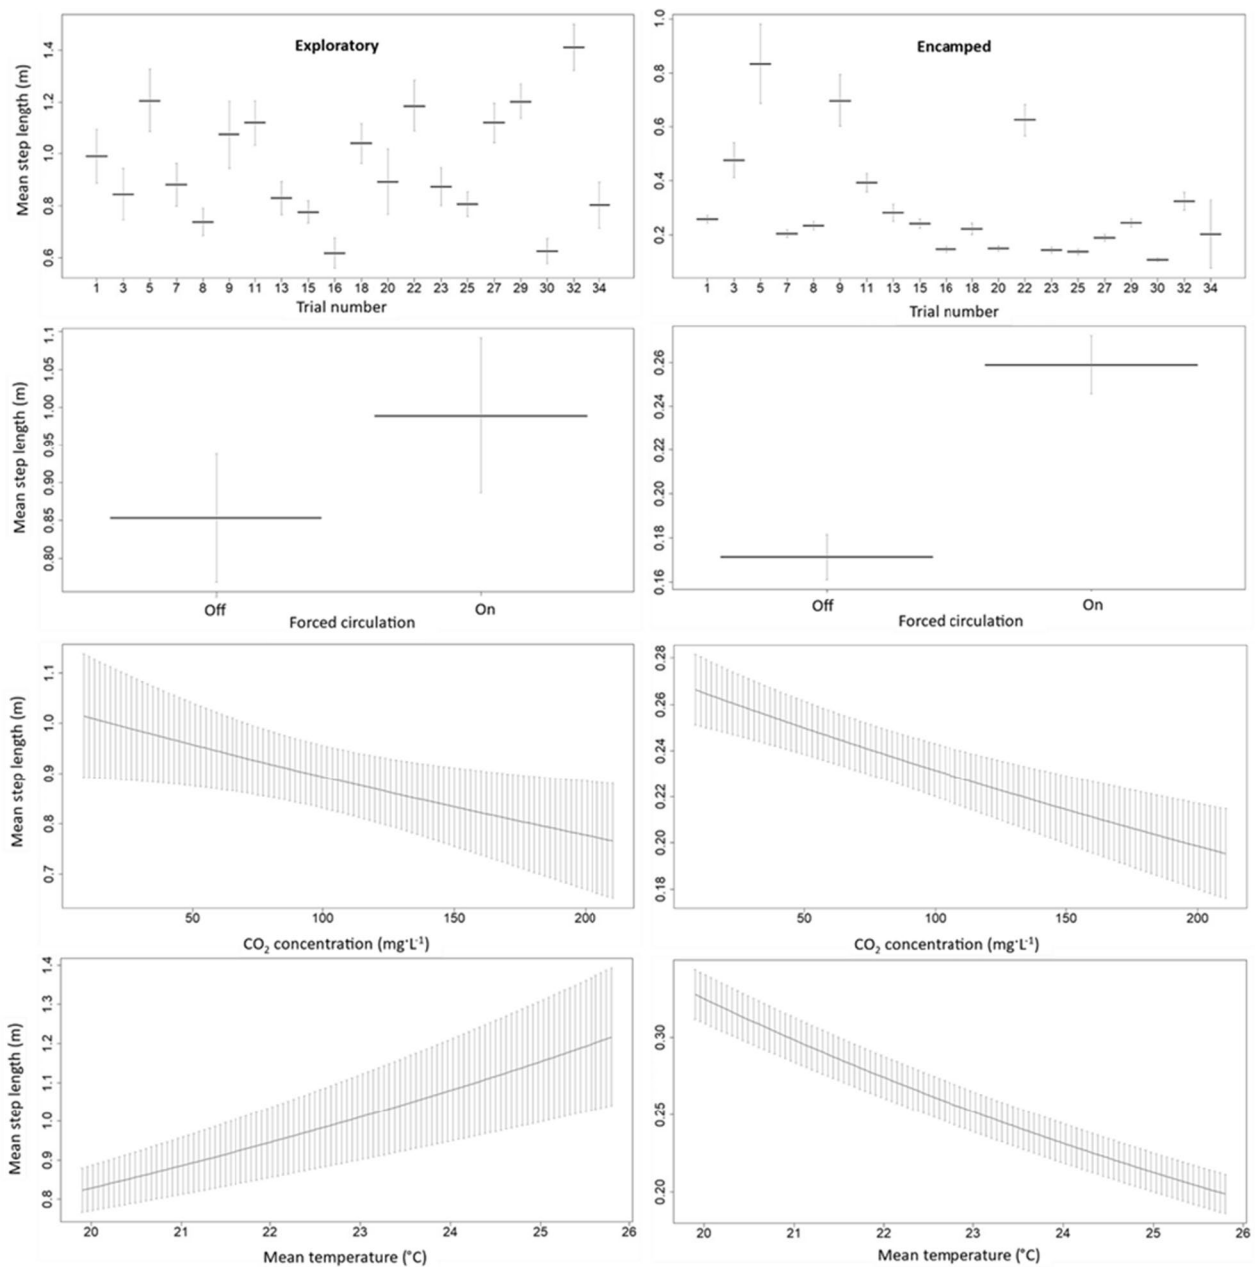 Exploratory
Mean step length (m)
1.4
1.2
1.0
0.8
0.6
1 3 5 7 8 9 11 13 15 16 18 20 22 23 25 27 29 30 32 34
Trial number
Encamped
1.0
0.8
0.6
0.4
0.2
1 3 5 7 8 9 11 13 15 16 18 20 22 23 25 27 29 30 32 34
Trial number
Mean step length (m)
1.1
1.05
1.00
0.95
0.90
0.85
0.80
Off On
Forced circulation
0.26
0.24
0.22
0.20
0.18
0.16
Off On
Forced circulation
Mean step length (m)
1.1
1.0
0.9
0.8
0.7
50 100 150 200
CO₂ concentration (mg·L⁻¹)
0.28
0.26
0.24
0.22
0.20
0.18
50 100 150 200
CO₂ concentration (mg·L⁻¹)
Mean step length (m)
1.4
1.3
1.2
1.1
1.0
0.9
0.8
20 21 22 23 24 25 26
Mean temperature (°C)
0.30
0.25
0.20
20 21 22 23 24 25 26
Mean temperature (°C)